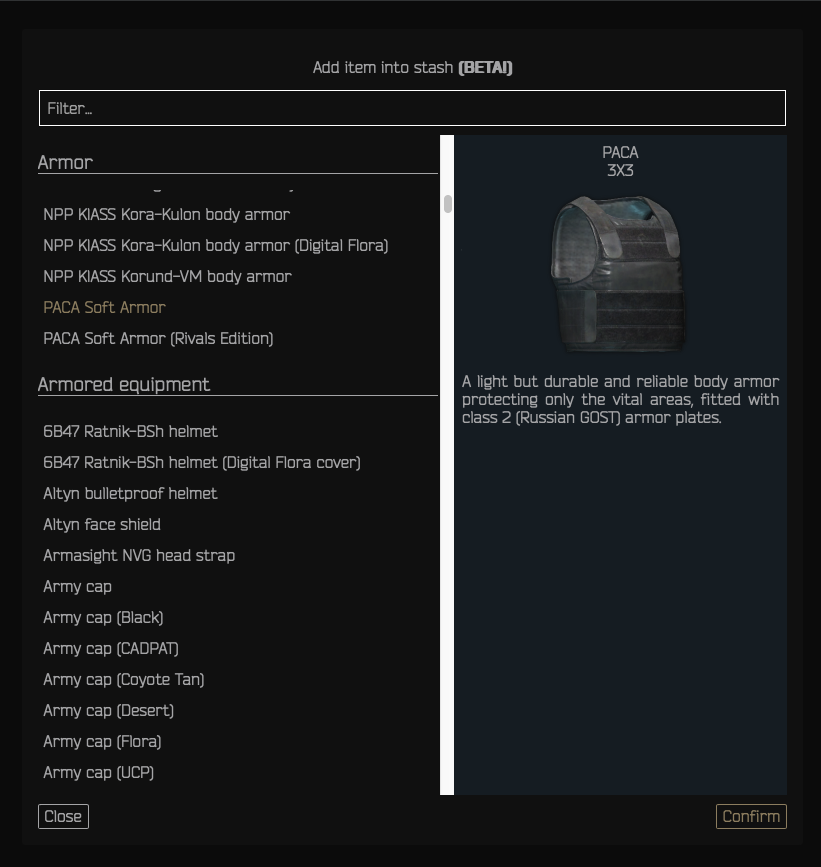 Add item into stash (BETA!)
Filter...
Armor
NPP KlASS Kora-Kulon body armor
NPP KlASS Kora-Kulon body armor (Digital Flora)
NPP KlASS Korund-VM body armor
PACA Soft Armor
PACA Soft Armor (Rivals Edition)
Armored equipment
6B47 Ratnik-BSh helmet
6B47 Ratnik-BSh helmet (Digital Flora cover)
Altyn bulletproof helmet
Altyn face shield
Armasight NVG head strap
Army cap
Army cap (Black)
Army cap (CADPAT)
Army cap (Coyote Tan)
Army cap (Desert)
Army cap (Flora)
Army cap (UCP)
PACA
3X3
A light but durable and reliable body armor
protecting only the vital areas, fitted with
class 2 (Russian GOST) armor plates.
Close
Confirm